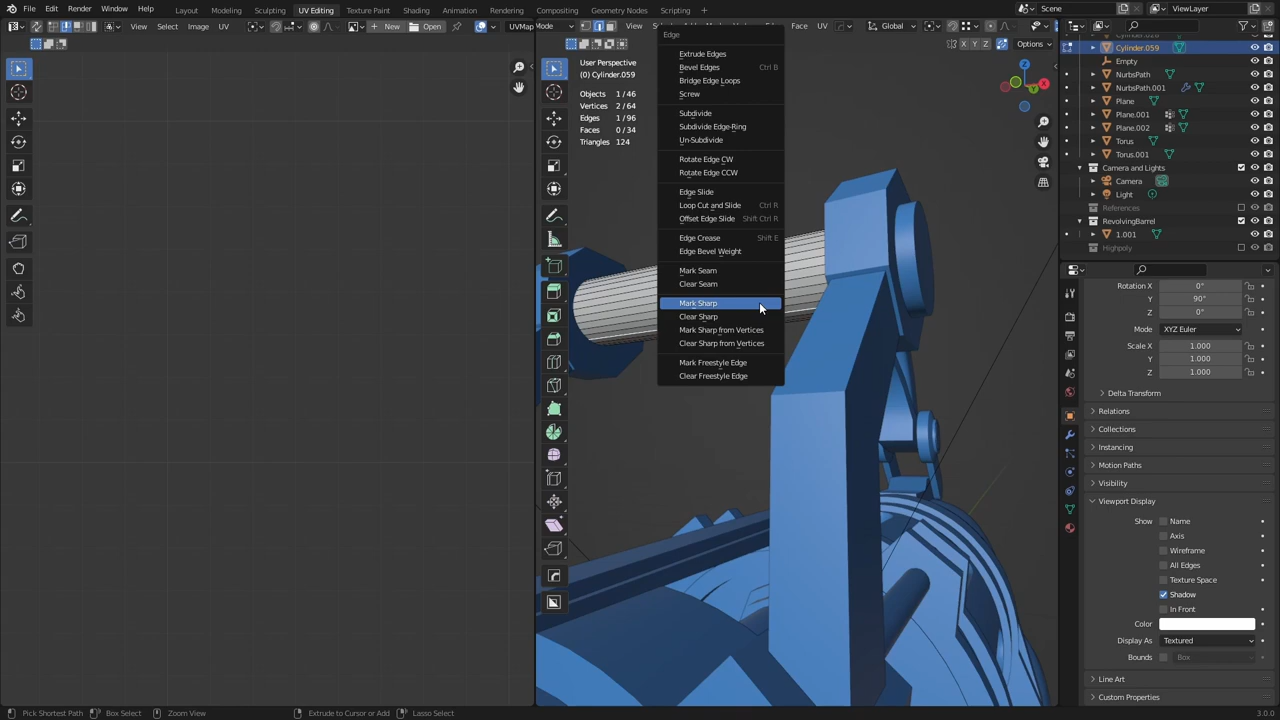 File Edit Render Window Help
Layout Modeling Sculpting UV Editing Texture Paint Shading Animation Rendering Compositing Geometry Nodes Scripting
Scene
ViewLayer
View Select Image UV
New
Open
UVMap
Mode
View
Face UV
Global
Options
User Perspective
(0) Cylinder.059
Objects 1/46
Vertices 2/64
Edges 1/96
Faces 0/34
Triangles 124
Edge
Extrude Edges
Bevel Edges Ctrl B
Bridge Edge Loops
Screw
Subdivide
Subdivide Edge-Ring
Un-Subdivide
Rotate Edge CW
Rotate Edge CCW
Edge Slide
Loop Cut and Slide Ctrl R
Offset Edge Slide Shift Ctrl R
Edge Crease Shift E
Edge Bevel Weight
Mark Seam
Clear Seam
Mark Sharp
Clear Sharp
Mark Sharp from Vertices
Clear Sharp from Vertices
Mark Freestyle Edge
Clear Freestyle Edge
X Y Z
Z
X
Y
Cylinder.059
Empty
NurbsPath
NurbsPath.001
Plane
Plane.001
Plane.002
Torus
Torus.001
Camera and Lights
Camera
Light
References
RevolvingBarrel
1.001
Highpoly
Rotation X 0°
Y 90°
Z 0°
Mode XYZ Euler
Scale X 1.000
Y 1.000
Z 1.000
Delta Transform
Relations
Collections
Instancing
Motion Paths
Visibility
Viewport Display
Show Name
Axis
Wireframe
All Edges
Texture Space
Shadow
In Front
Color
Display As Textured
Bounds Box
Line Art
Custom Properties
Pick Shortest Path Box Select Zoom View Extrude to Cursor or Add Lasso Select 3.0.0